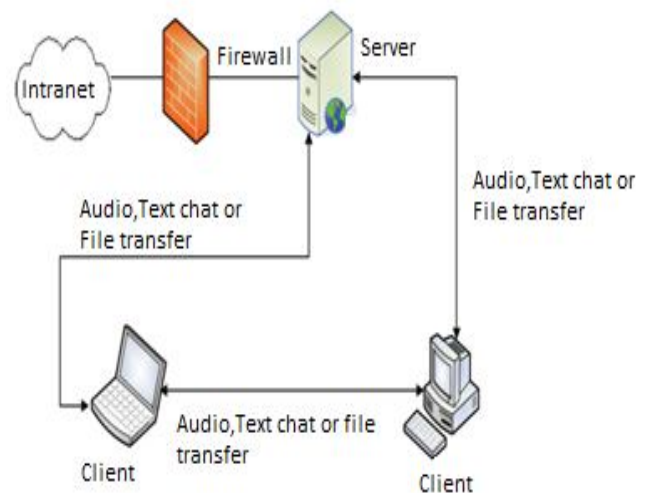 Firewall
Server
Intranet
Audio,Text chat or
File transfer
Audio,Text chat or
File transfer
Audio,Text chat or file
transfer
Client
Client